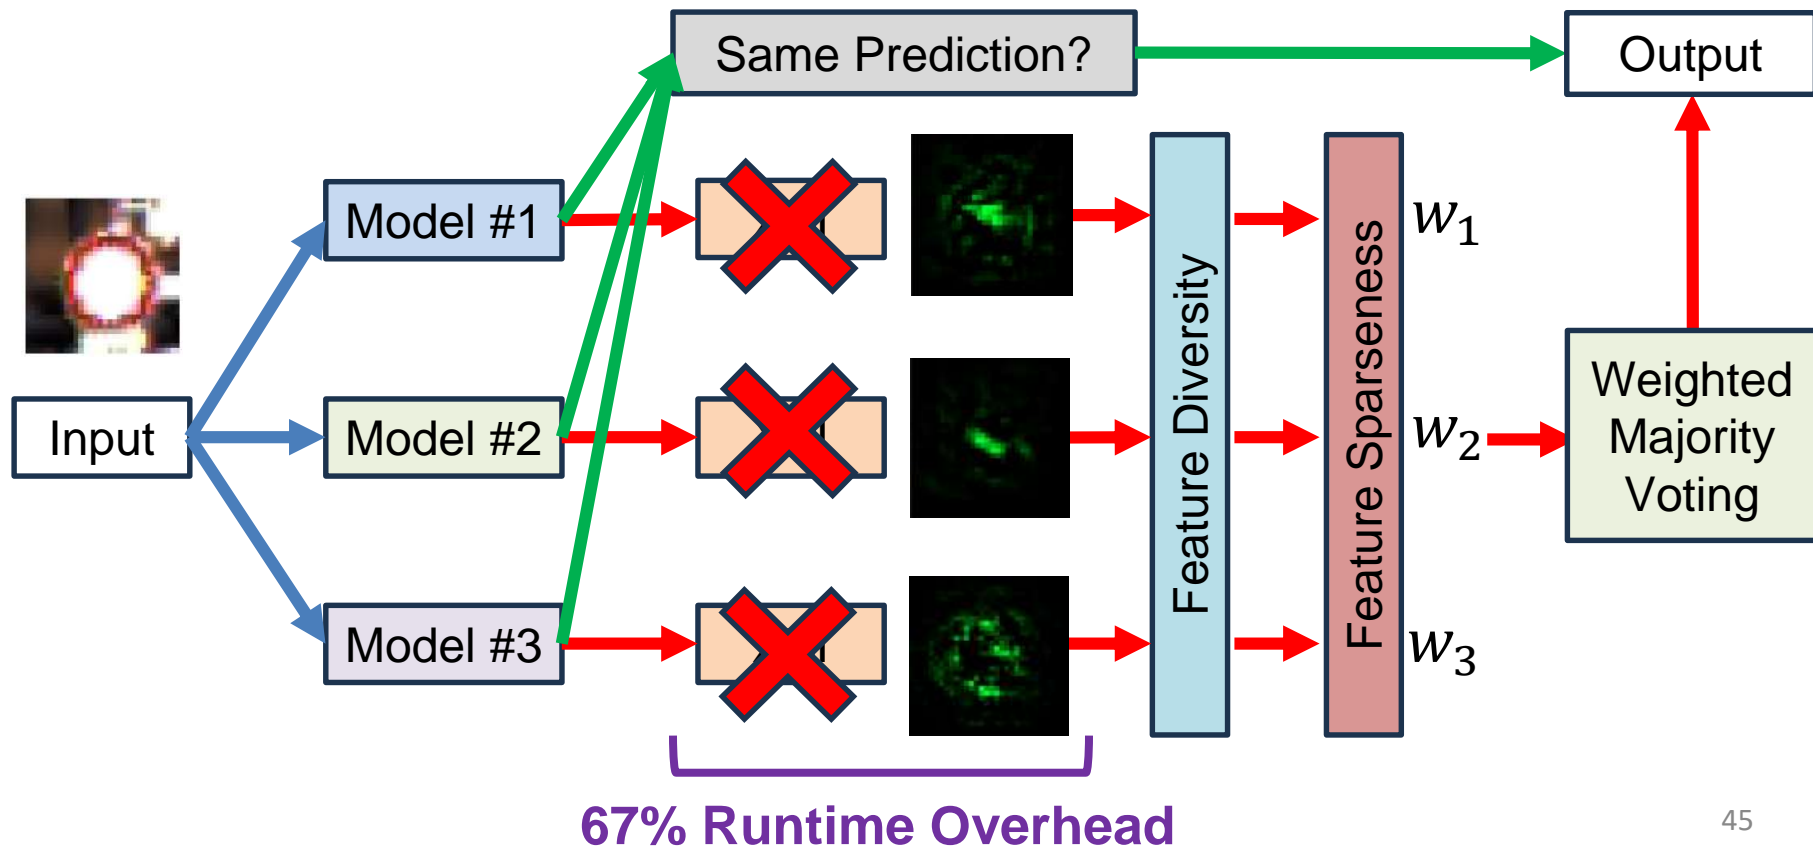 Same Prediction?
Output
Model #1
w₁
Input
Model #2
Feature Diversity
Feature Sparseness
w₂
Weighted
Majority
Voting
Model #3
w₃
67% Runtime Overhead
45